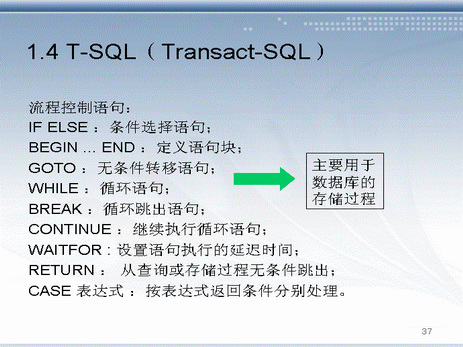 1.4 T-SQL（Transact-SQL）
流程控制语句：
IF ELSE ：条件选择语句；
BEGIN … END ：定义语句块；
GOTO ：无条件转移语句；
WHILE ：循环语句；
BREAK ：循环跳出语句；
CONTINUE ：继续执行循环语句；
WAITFOR ：设置语句执行的延迟时间；
RETURN ： 从查询或存储过程无条件跳出；
CASE 表达式 ：按表达式返回条件分别处理。
主要用于
数据库的
存储过程
37